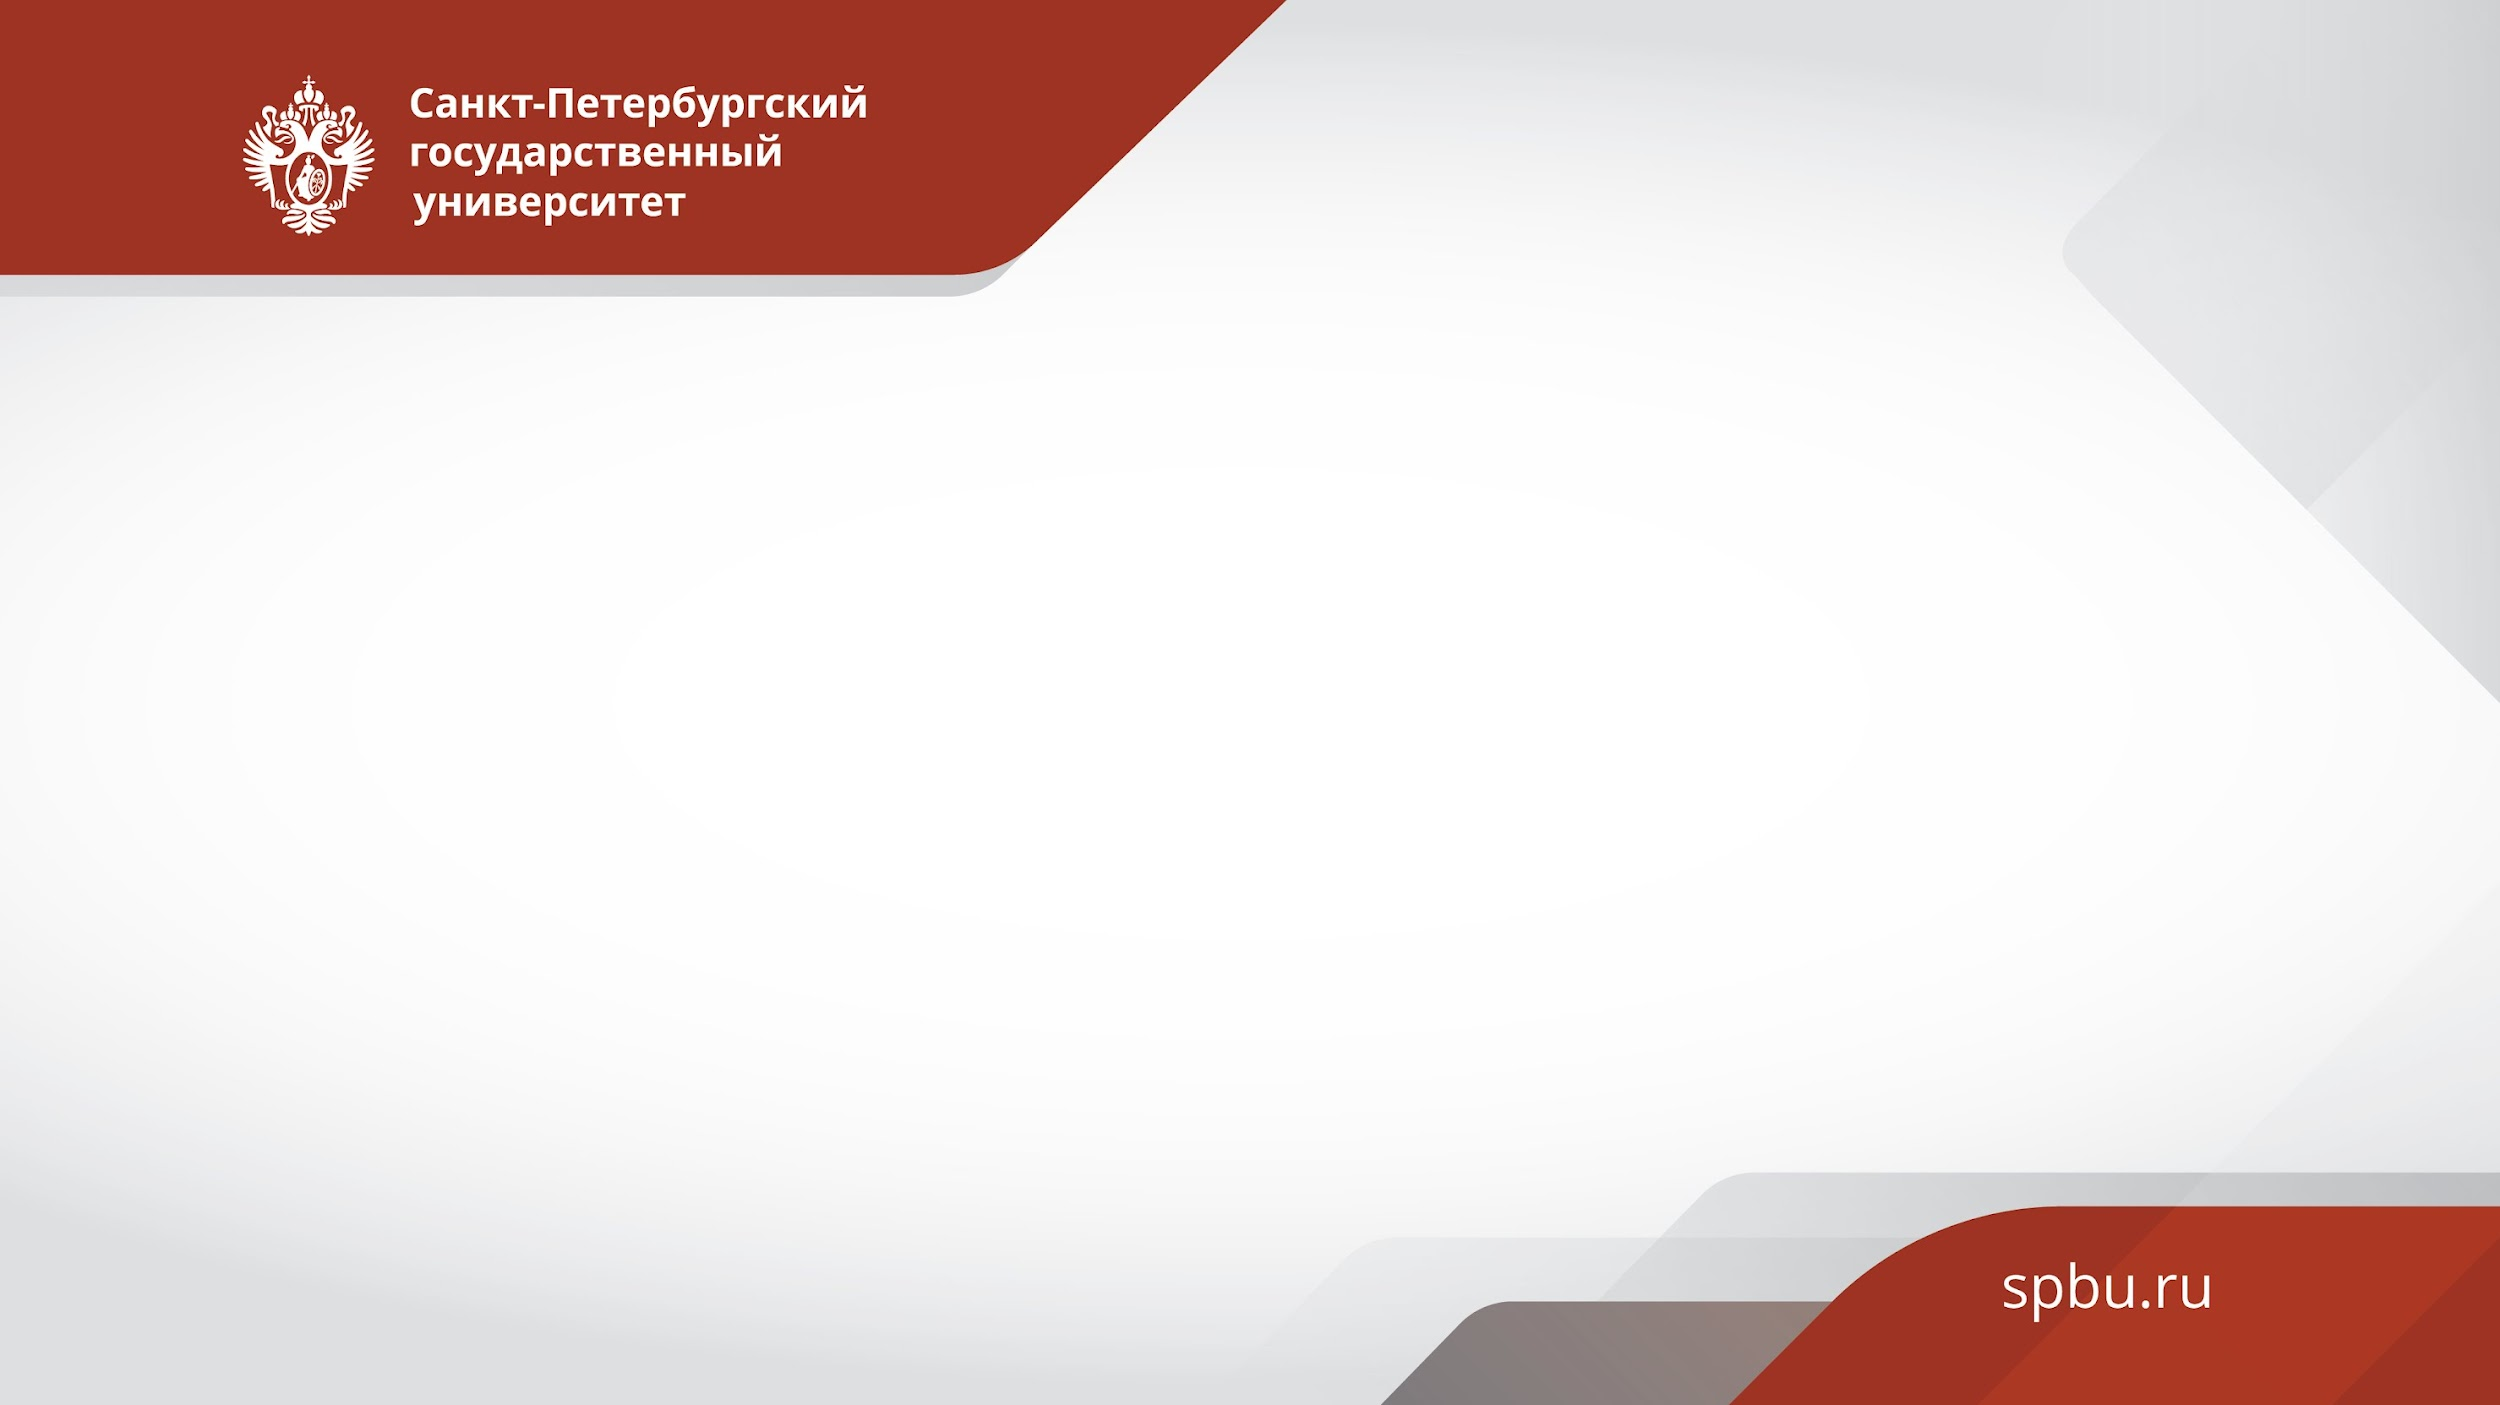 Санкт-Петербургский
государственный
университет
spbu.ru